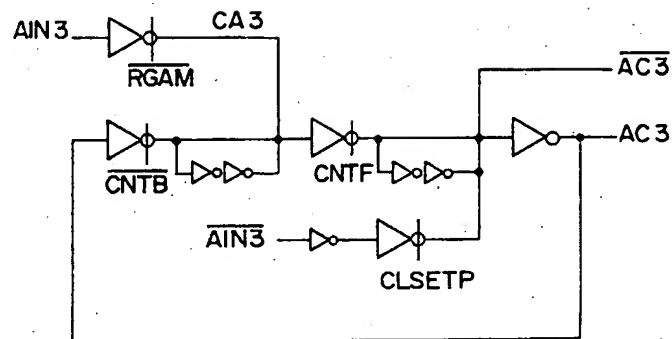 AIN3
CA3
RGAM
AC3
AC3
CNTB
CNTF
AIN3
CLSETP